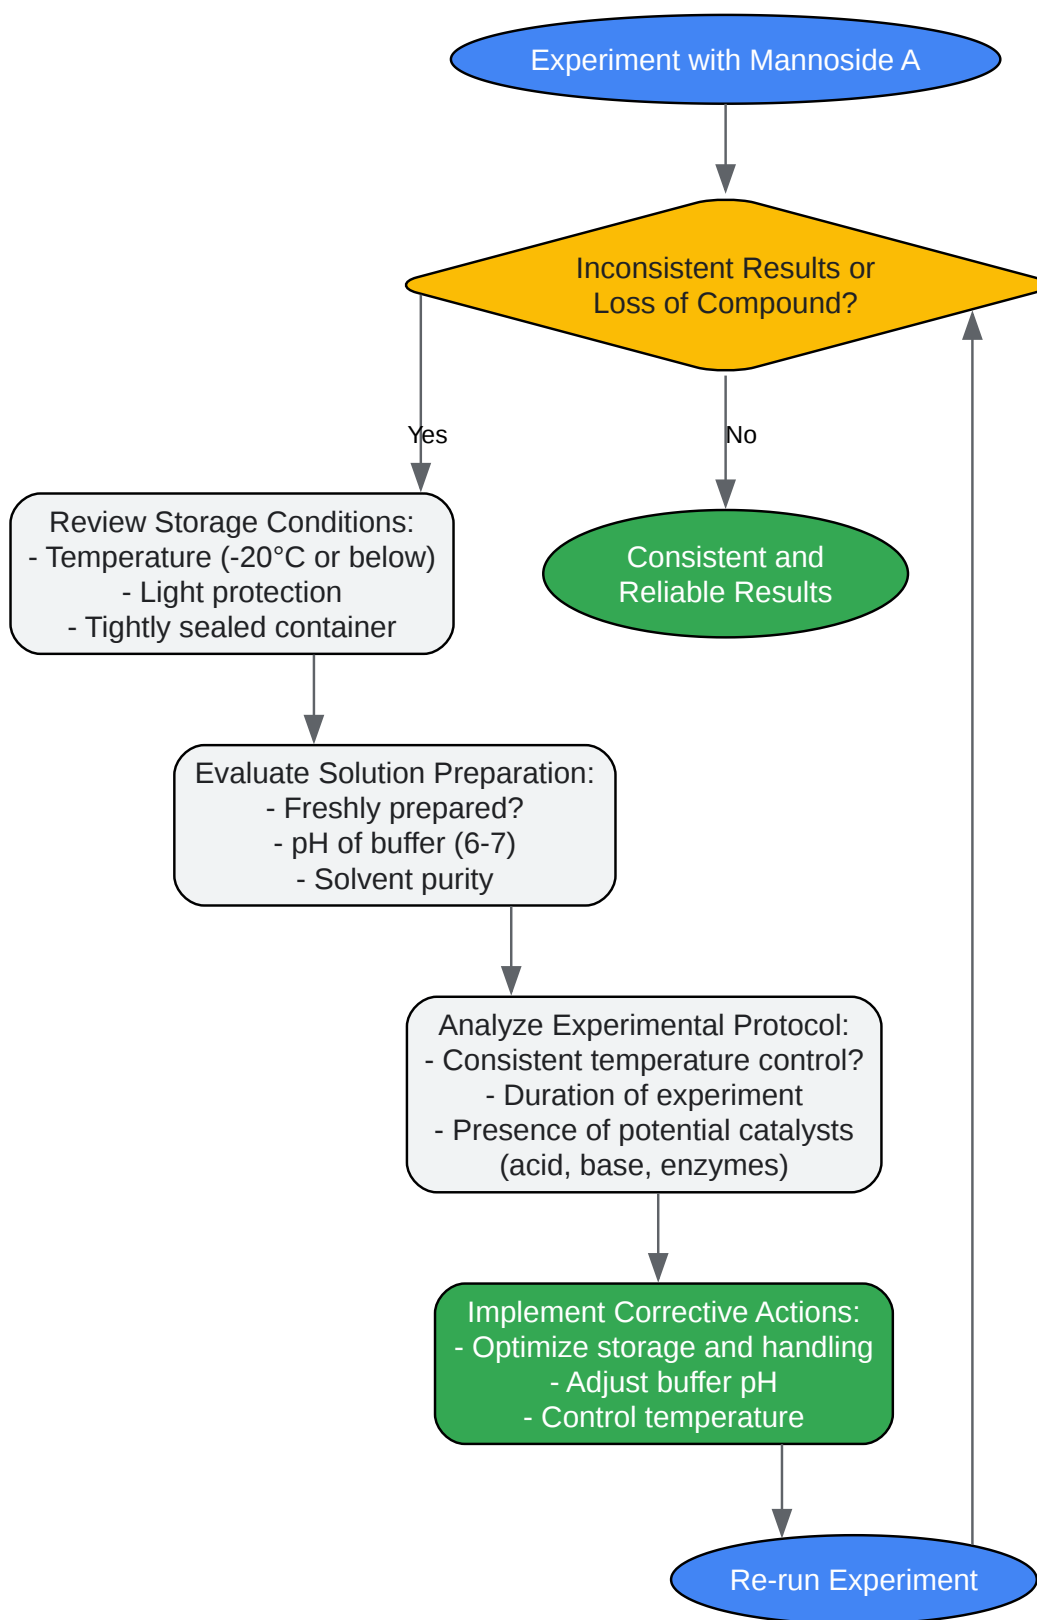 Experiment with Mannoside A
Inconsistent Results or
Loss of Compound?
Yes
No
Review Storage Conditions:
- Temperature (-20°C or below)
- Light protection
- Tightly sealed container
Consistent and
Reliable Results
Evaluate Solution Preparation:
- Freshly prepared?
- pH of buffer (6-7)
- Solvent purity
Analyze Experimental Protocol:
- Consistent temperature control?
- Duration of experiment
- Presence of potential catalysts
(acid, base, enzymes)
Implement Corrective Actions:
- Optimize storage and handling
- Adjust buffer pH
- Control temperature
Re-run Experiment